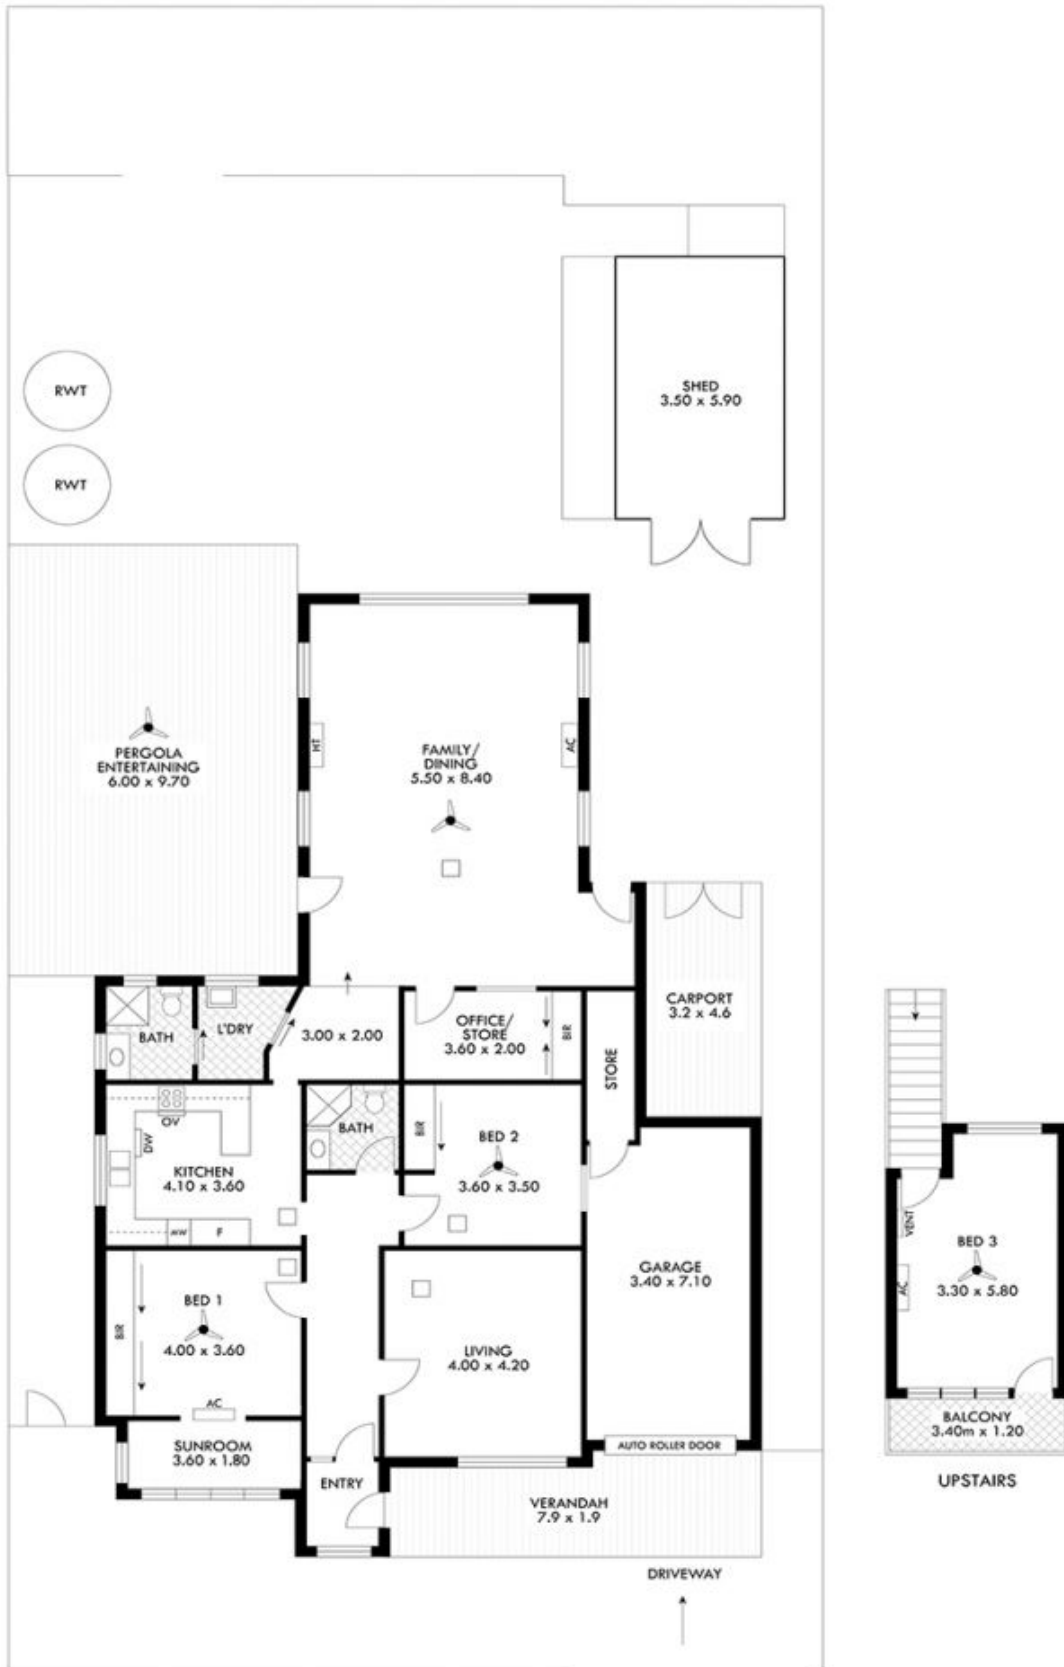 RWT
RWT
SHED
3.50 x 5.90
PERGOLA
ENTERTAINING
6.00 x 9.70
HT
FAMILY/
DINING
5.50 x 8.40
AC
BATH
L'DRY
3.00 x 2.00
OFFICE/
STORE
3.60 x 2.00
BIR
STORE
CARPORT
3.2 x 4.6
OV
DW
KITCHEN
4.10 x 3.60
MW
F
BATH
BIR
BED 2
3.60 x 3.50
GARAGE
3.40 x 7.10
BIR
BED 1
4.00 x 3.60
AC
LIVING
4.00 x 4.20
SUNROOM
3.60 x 1.80
ENTRY
AUTO ROLLER DOOR
VERANDAH
7.9 x 1.9
DRIVEWAY
VENT
AC
BED 3
3.30 x 5.80
BALCONY
3.40m x 1.20
UPSTAIRS